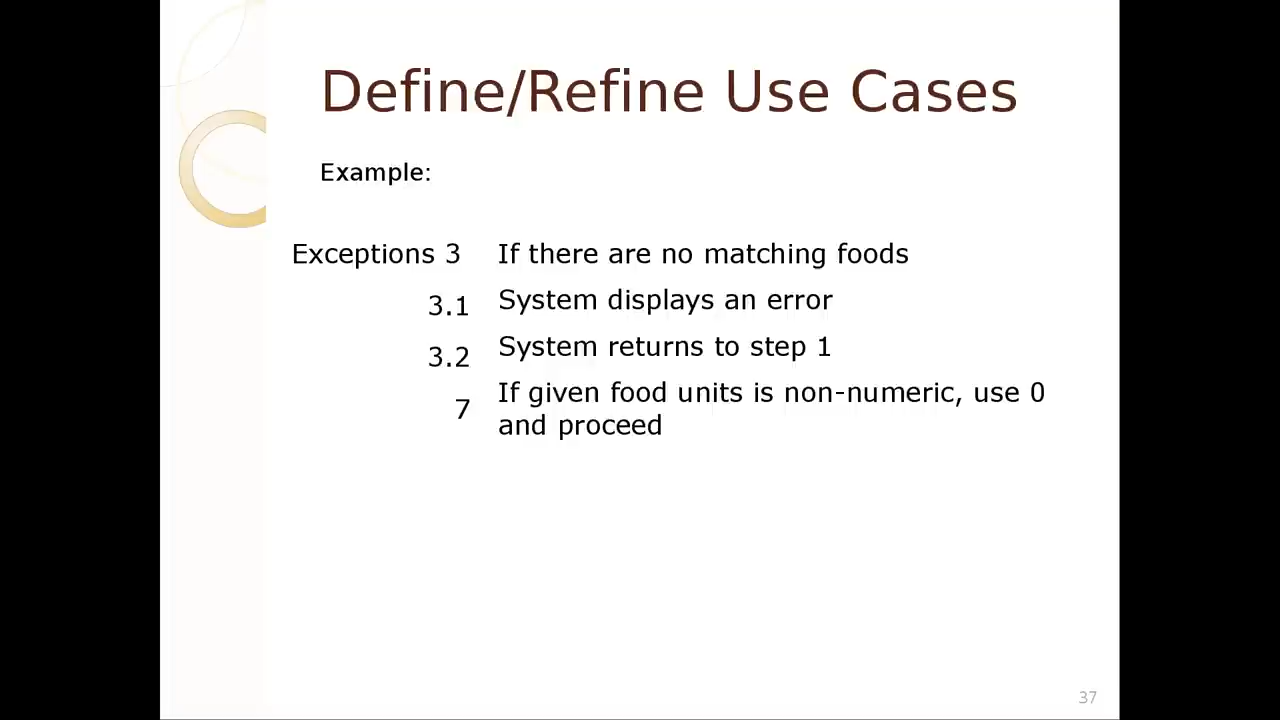 Define/Refine Use Cases
Example:
Exceptions 3 If there are no matching foods
3.1 System displays an error
3.2 System returns to step 1
7 If given food units is non-numeric, use 0
and proceed
37